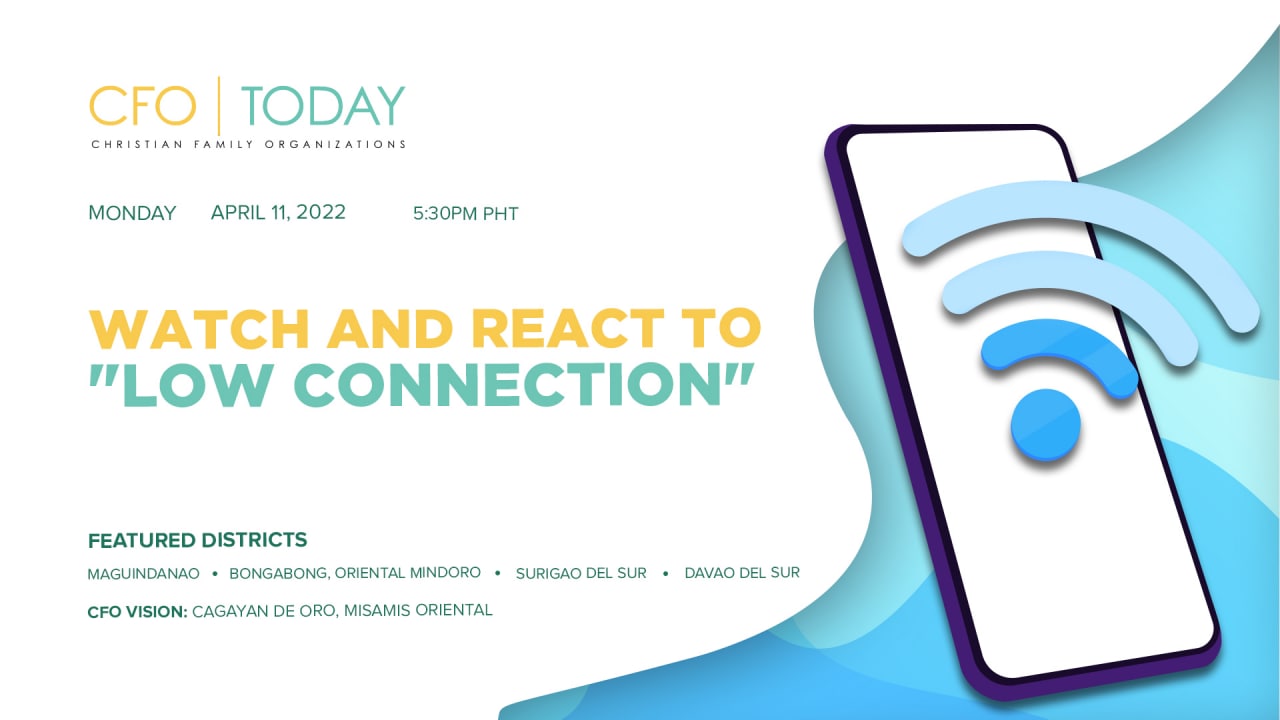 CFO | TODAY
CHRISTIAN FAMILY ORGANIZATIONS
MONDAY APRIL 11, 2022 5:30PM PHT
WATCH AND REACT TO
"LOW CONNECTION"
FEATURED DISTRICTS
MAGUINDANAO • BONGABONG, ORIENTAL MINDORO • SURIGAO DEL SUR • DAVAO DEL SUR
CFO VISION: CAGAYAN DE ORO, MISAMIS ORIENTAL